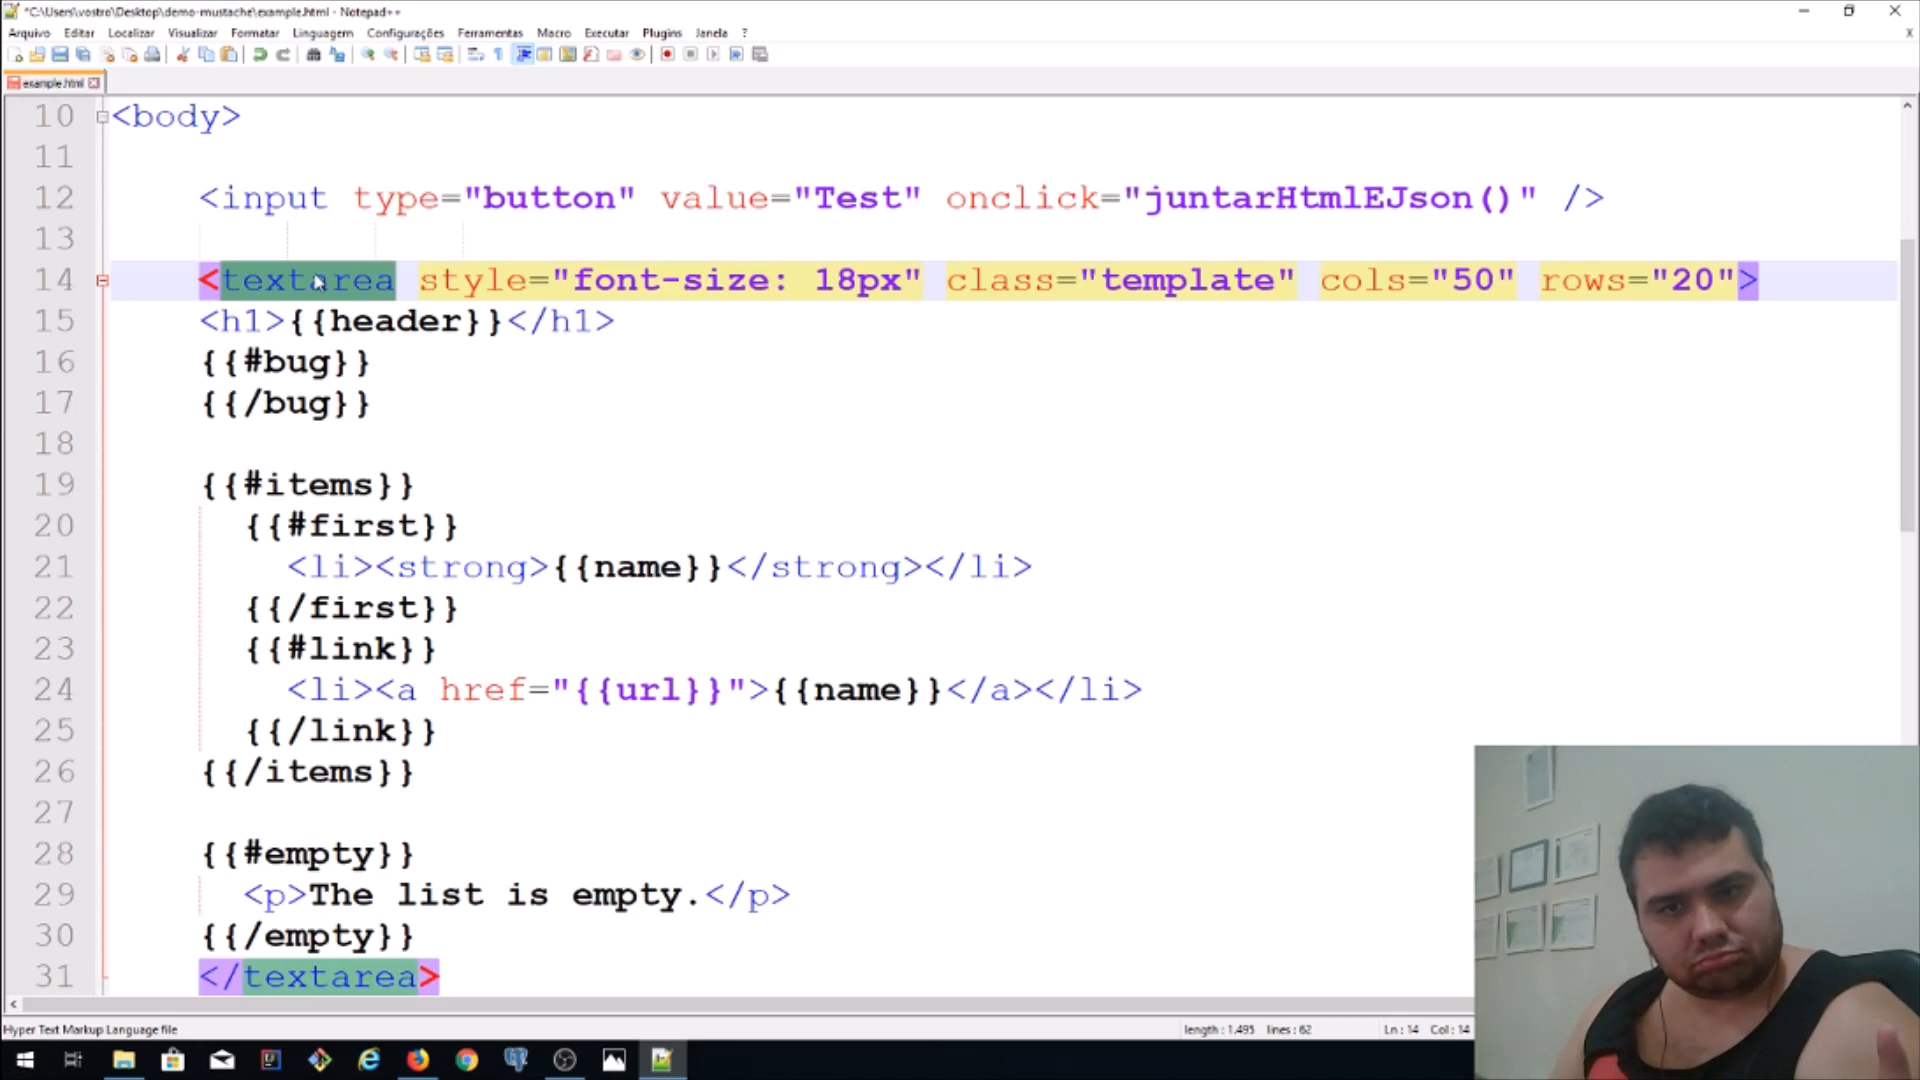 *C:\Users\vostro\Desktop\demo-mustache\example.html - Notepad++
Arquivo Editar Localizar Visualizar Formatar Linguagem Configurações Ferramentas Macro Executar Plugins Janela ? X
example.html
10 <body>
11
12 <input type="button" value="Test" onclick="juntarHtmlEJson()" />
13
14 <textarea style="font-size: 18px" class="template" cols="50" rows="20">
15 <h1>{{header}}</h1>
16 {{#bug}}
17 {{/bug}}
18
19 {{#items}}
20 {{#first}}
21 <li><strong>{{name}}</strong></li>
22 {{/first}}
23 {{#link}}
24 <li><a href="{{url}}">{{name}}</a></li>
25 {{/link}}
26 {{/items}}
27
28 {{#empty}}
29 <p>The list is empty.</p>
30 {{/empty}}
31 </textarea>
Hyper Text Markup Language file length : 1,495 lines : 62 Ln : 14 Col : 14